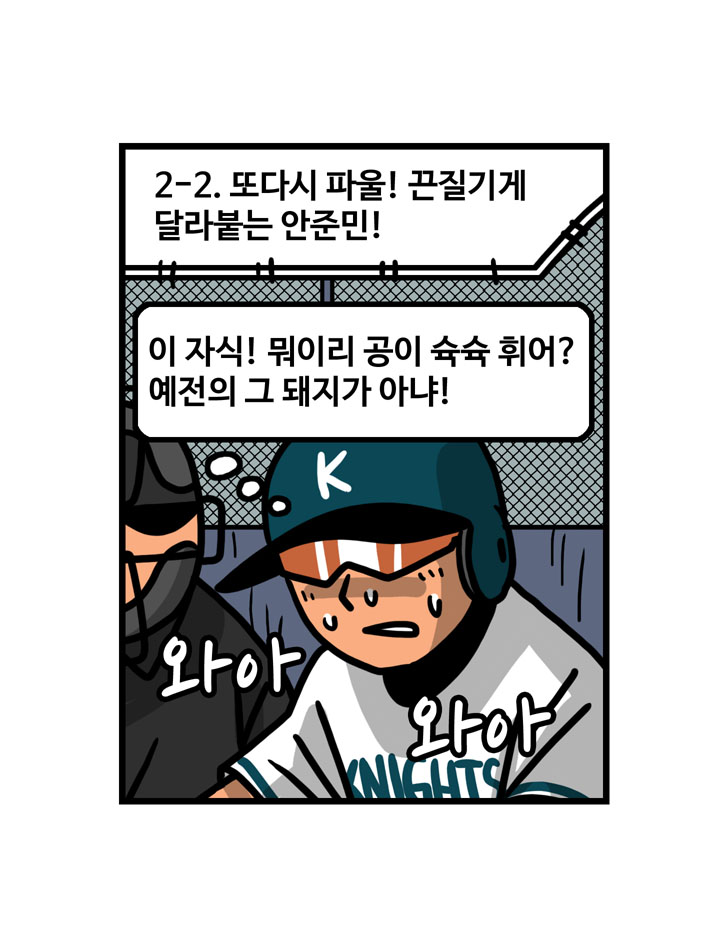 2-2. 또다시 파울! 끈질기게
달라붙는 안준민!
이 자식! 뭐이리 공이 슉슉 휘어?
예전의 그 돼지가 아냐!
K
와아
와아
KNIGHTS